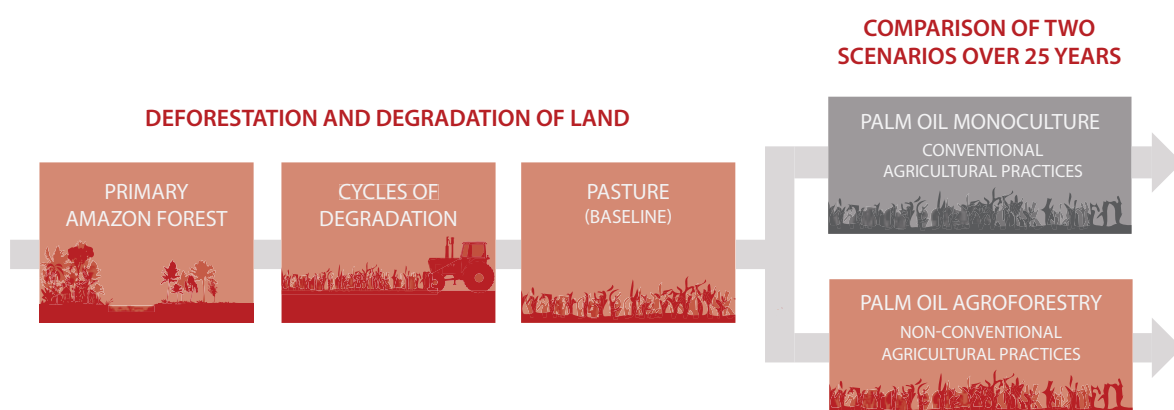 COMPARISON OF TWO
SCENARIOS OVER 25 YEARS
DEFORESTATION AND DEGRADATION OF LAND
PRIMARY
AMAZON FOREST
CYCLES OF
DEGRADATION
PASTURE
(BASELINE)
PALM OIL MONOCULTURE
CONVENTIONAL
AGRICULTURAL PRACTICES
PALM OIL AGROFORESTRY
NON-CONVENTIONAL
AGRICULTURAL PRACTICES